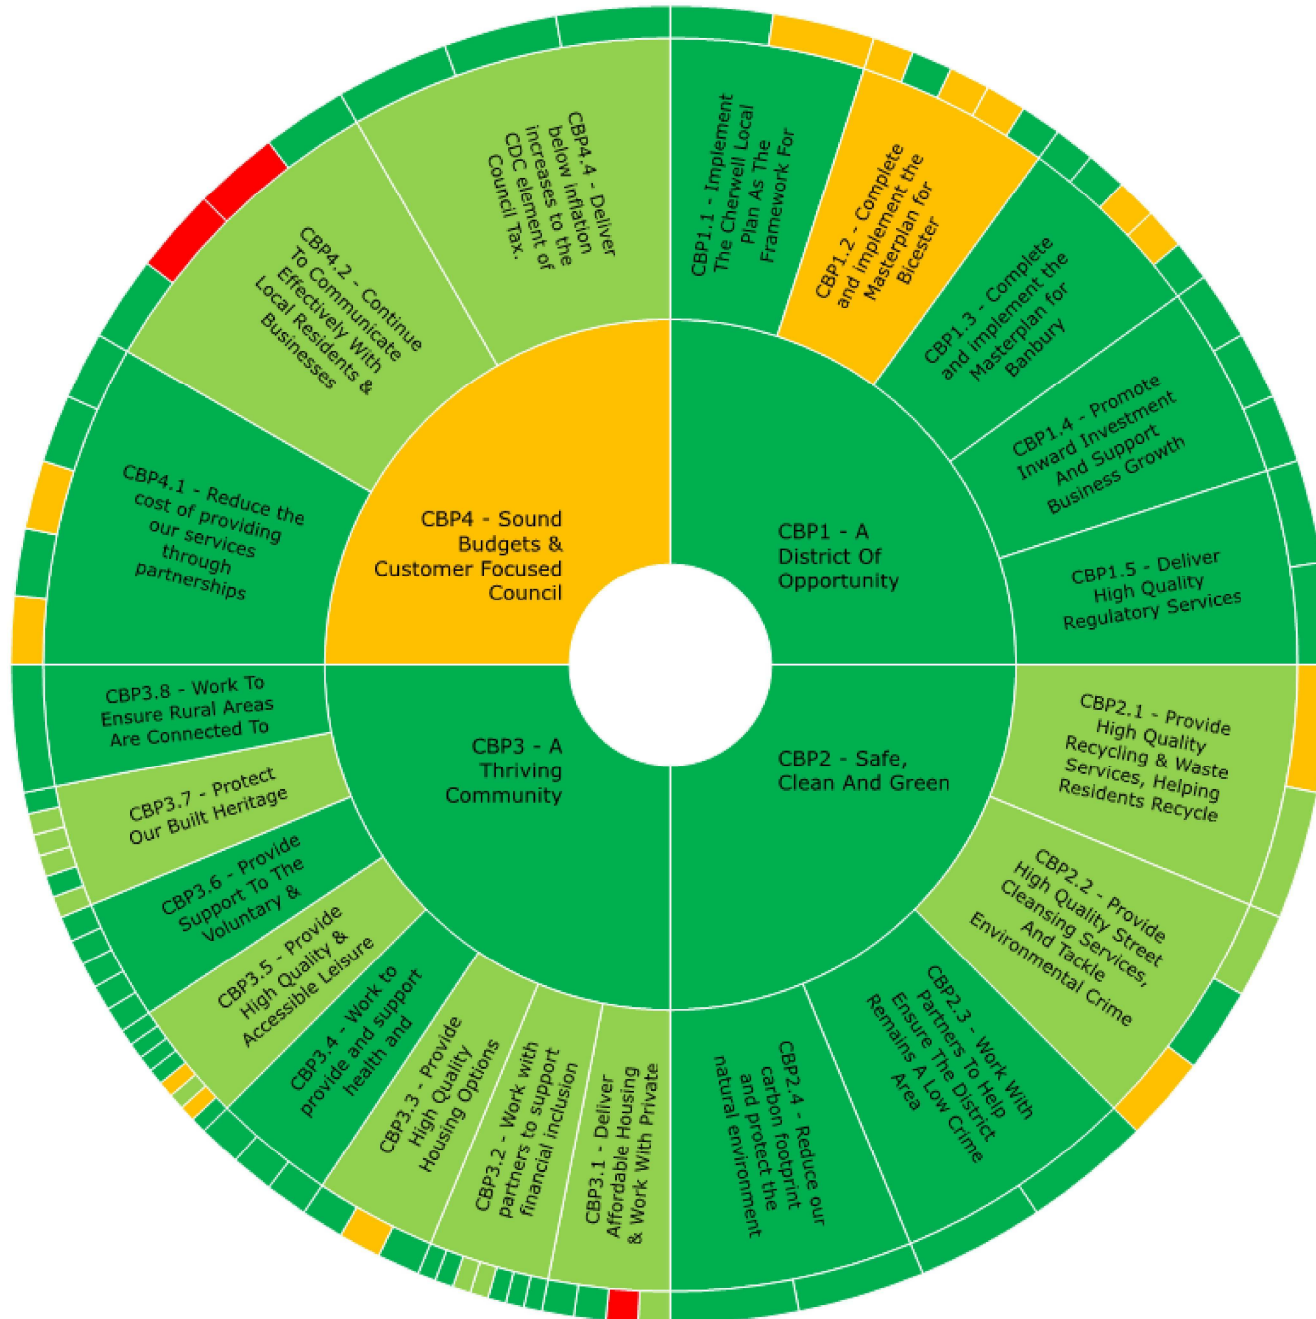 CBP1 - A
District Of
Opportunity
CBP1.1 - Implement
The Cherwell Local
Plan As The
Framework For
CBP1.2 - Complete
and implement the
Masterplan for
Bicester
CBP1.3 - Complete
and implement the
Masterplan for
Banbury
CBP1.4 - Promote
Inward Investment
And Support
Business Growth
CBP1.5 - Deliver
High Quality
Regulatory Services
CBP2 - Safe,
Clean And Green
CBP2.1 - Provide
High Quality
Recycling & Waste
Services, Helping
Residents Recycle
CBP2.2 - Provide
High Quality Street
Cleansing Services,
And Tackle
Environmental Crime
CBP2.3 - Work With
Partners To Help
Ensure The District
Remains A Low Crime
Area
CBP2.4 - Reduce our
carbon footprint
and protect the
natural environment
CBP3 - A
Thriving
Community
CBP3.1 - Deliver
Affordable Housing
& Work With Private
CBP3.2 - Work with
partners to support
financial inclusion
CBP3.3 - Provide
High Quality
Housing Options
CBP3.4 - Work to
provide and support
health and
CBP3.5 - Provide
High Quality &
Accessible Leisure
CBP3.6 - Provide
Support To The
Voluntary &
CBP3.7 - Protect
Our Built Heritage
CBP3.8 - Work To
Ensure Rural Areas
Are Connected To
CBP4 - Sound
Budgets &
Customer Focused
Council
CBP4.1 - Reduce the
cost of providing
our services
through
partnerships
CBP4.2 - Continue
To Communicate
Effectively With
Local Residents &
Businesses
CBP4.4 - Deliver
below inflation
increases to the
CDC element of
Council Tax.